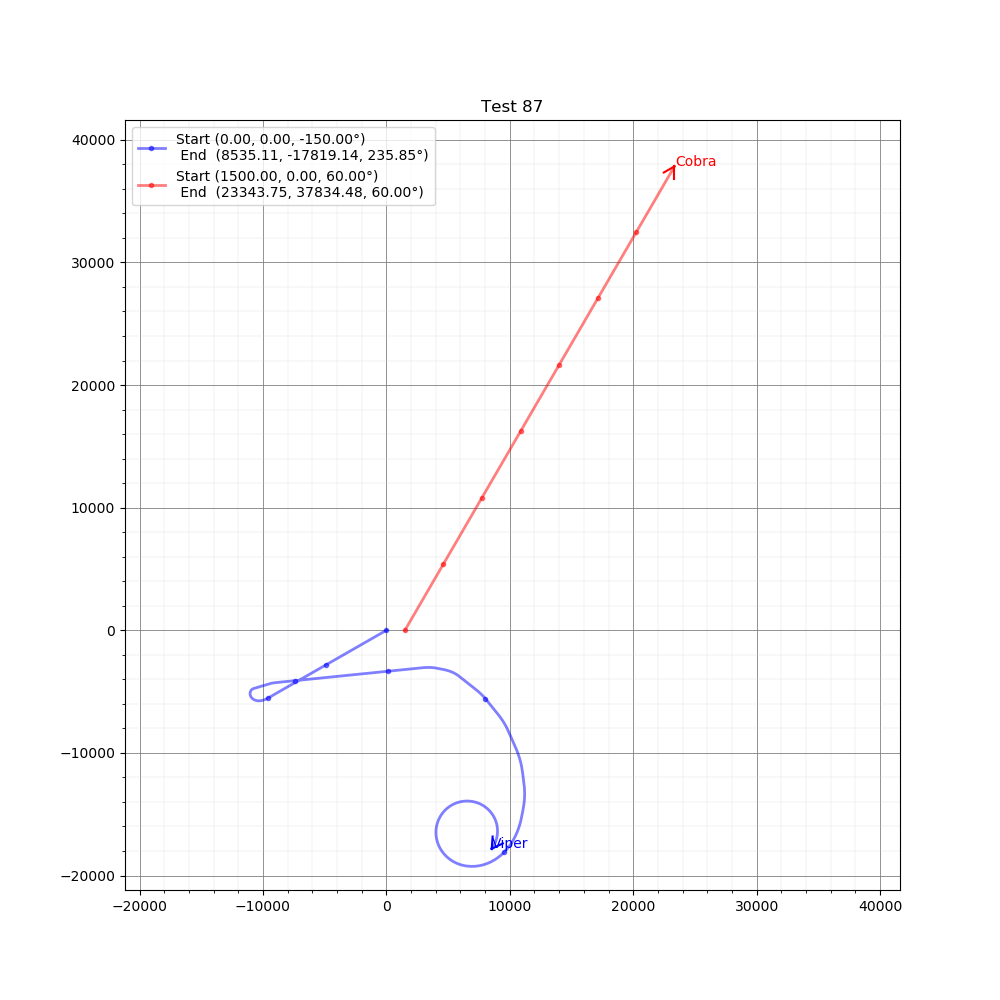 Test 87
Start (0.00, 0.00, -150.00°)
End (8535.11, -17819.14, 235.85°)
Start (1500.00, 0.00, 60.00°)
End (23343.75, 37834.48, 60.00°)
Cobra
Viper
40000
30000
20000
10000
0
−10000
−20000
−20000 −10000 0 10000 20000 30000 40000